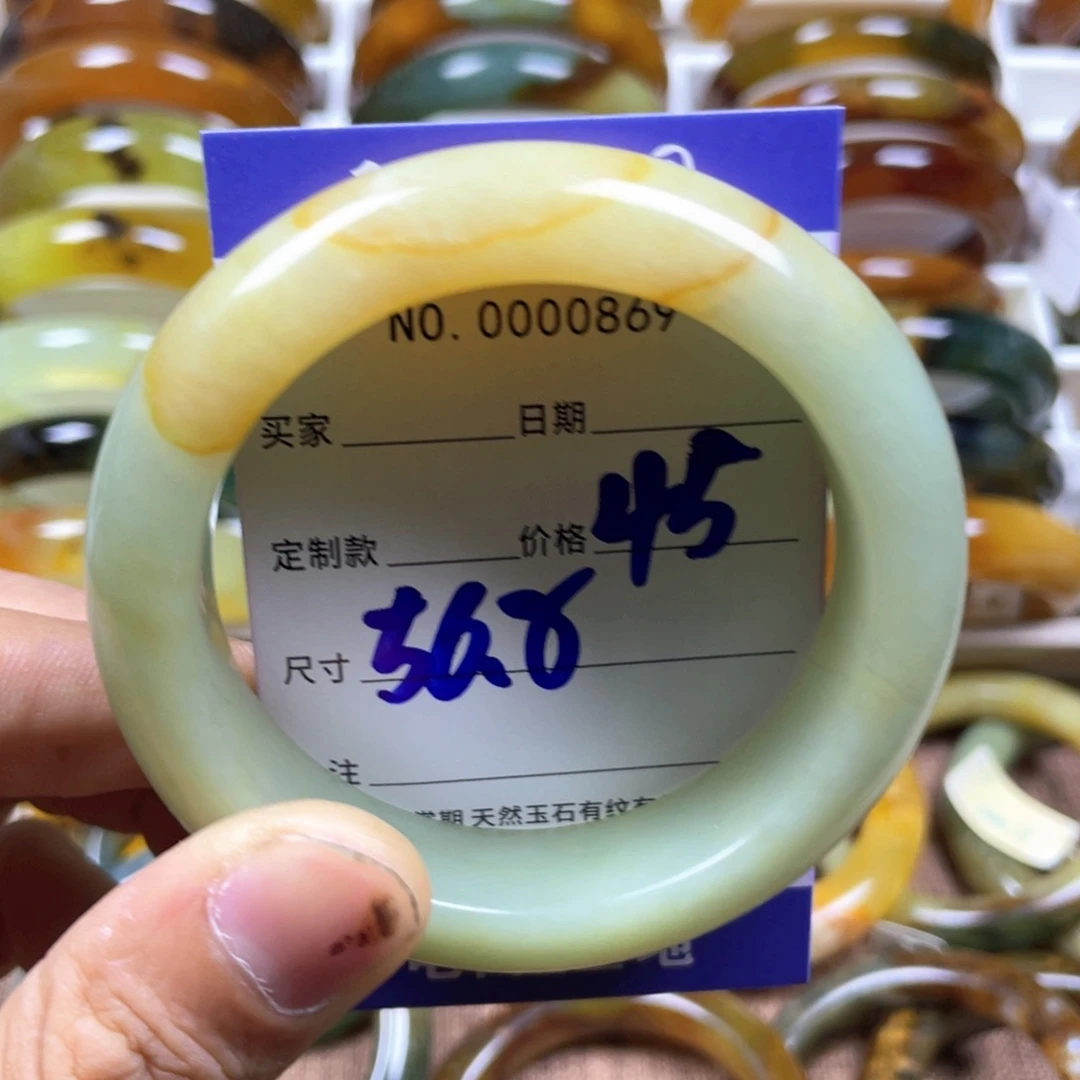 NO. 0000869
买家 日期
定制款 价格 45
尺寸 56.8
注
天然玉石有纹